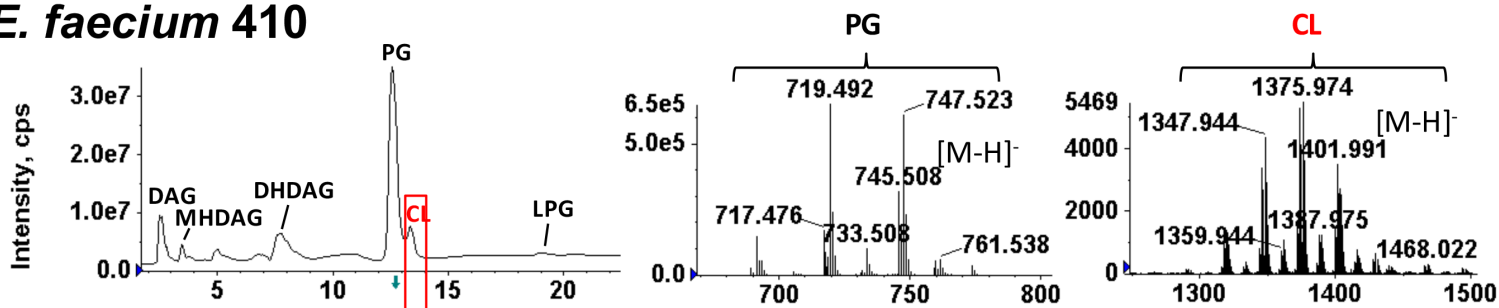 E. faecium 410
Intensity, cps
3.0e7
2.0e7
1.0e7
0.0
5
10
15
20
DAG
MHDAG
DHDAG
PG
CL
LPG
PG
6.5e5
5.0e5
0.0
719.492
747.523
[M-H]-
745.508
717.476
733.508
761.538
700
750
800
CL
5469
4000
2000
0
1375.974
1347.944
[M-H]-
1401.991
1387.975
1359.944
1468.022
1300
1400
1500